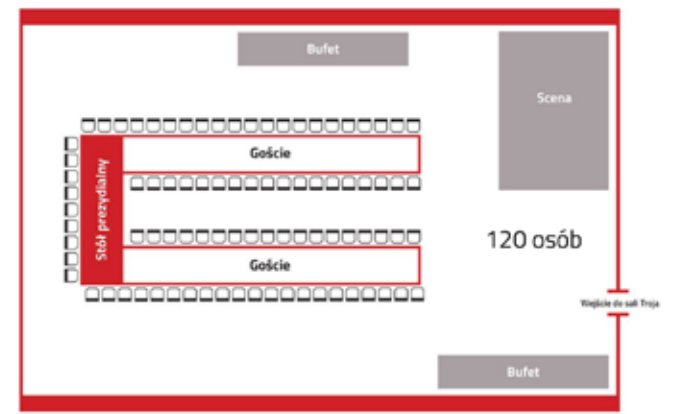 Bufet
Scena
Goście
Stół prezydialny
120 osób
Goście
Wejście do sali Troja
Bufet